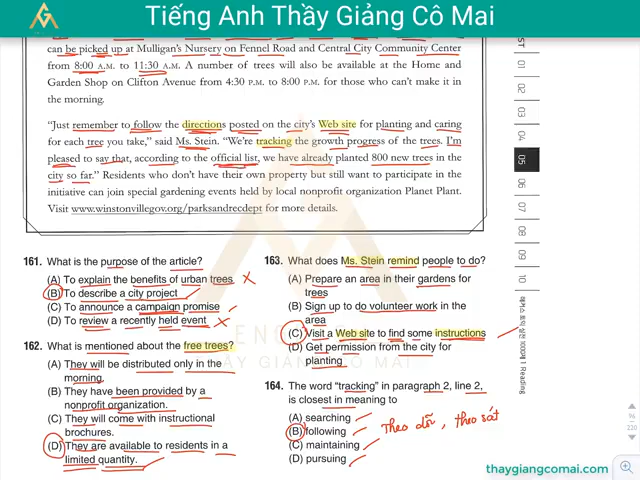 Tiếng Anh Thầy Giảng Cô Mai
can be picked up at Mulligan's Nursery on Fennel Road and Central City Community Center
from 8:00 A.M. to 11:30 A.M. A number of trees will also be available at the Home and
Garden Shop on Clifton Avenue from 4:30 P.M. to 8:00 P.M. for those who can't make it in
the morning.
"Just remember to follow the directions posted on the city's Web site for planting and caring
for each tree you take," said Ms. Stein. "We're tracking the growth progress of the trees. I'm
pleased to say that, according to the official list, we have already planted 800 new trees in the
city so far." Residents who don't have their own property but still want to participate in the
initiative can join special gardening events held by local nonprofit organization Planet Plant.
Visit www.winstonvillegov.org/parksandrecdept for more details.
161. What is the purpose of the article?
(A) To explain the benefits of urban trees
(B) To describe a city project
(C) To announce a campaign promise
(D) To review a recently held event
162. What is mentioned about the free trees?
(A) They will be distributed only in the
morning.
(B) They have been provided by a
nonprofit organization.
(C) They will come with instructional
brochures.
(D) They are available to residents in a
limited quantity.
163. What does Ms. Stein remind people to do?
(A) Prepare an area in their gardens for
trees
(B) Sign up to do volunteer work in the
area
(C) Visit a Web site to find some instructions
(D) Get permission from the city for
planting
164. The word "tracking" in paragraph 2, line 2,
is closest in meaning to
(A) searching
(B) following
(C) maintaining
(D) pursuing
theo dõi, theo sát
01
02
03
04
05
06
07
08
09
10
해커스 토익 실전 1000제 1 Reading
96
220
thaygiangcomai.com